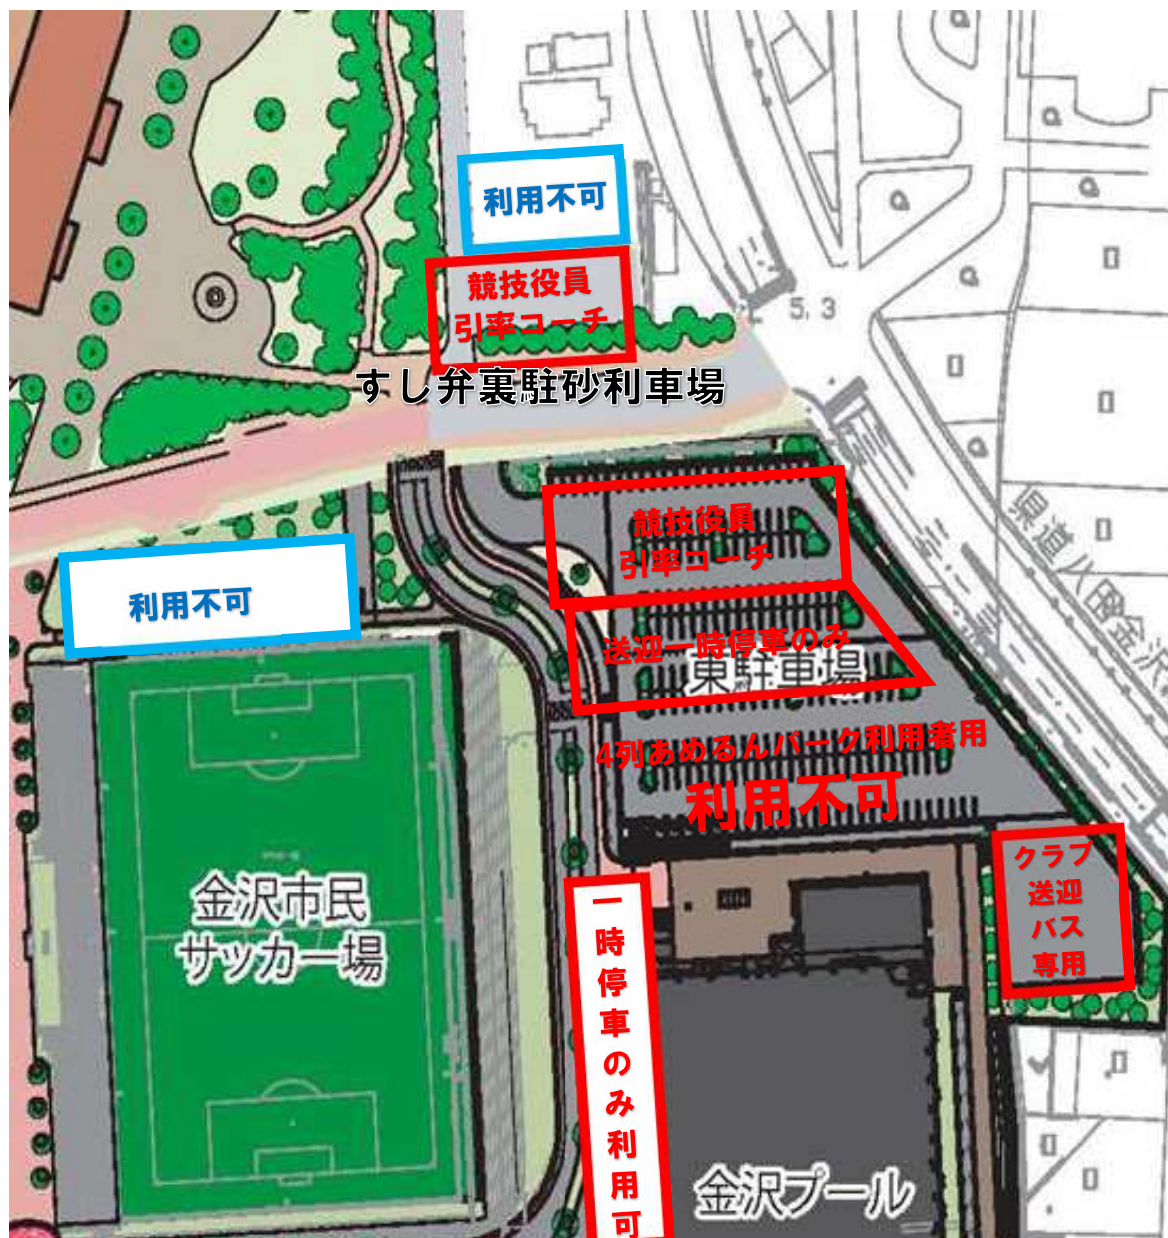 利用不可
競技役員
引率コーチ
5.3
すし弁裏駐砂利車場
競技役員
引率コーチ
利用不可
送迎一時停車のみ
東駐車場
4列あめるんパーク利用者用
利用不可
クラブ
送迎
バス
専用
金沢市民
サッカー場
一時停車のみ利用可
金沢プール